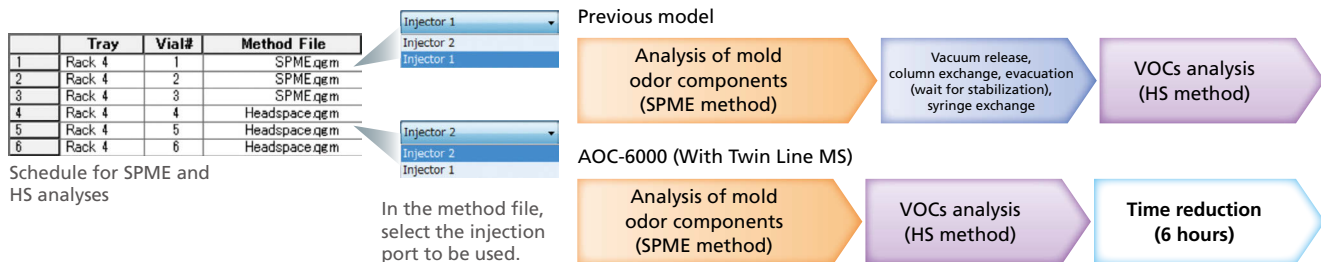 Tray Vial# Method File
1 Rack 4 1 SPME.qgm
2 Rack 4 2 SPME.qgm
3 Rack 4 3 SPME.qgm
4 Rack 4 4 Headspace.qgm
5 Rack 4 5 Headspace.qgm
6 Rack 4 6 Headspace.qgm
Schedule for SPME and
HS analyses
Injector 1
Injector 2
Injector 1
Injector 2
Injector 2
Injector 1
In the method file,
select the injection
port to be used.
Previous model
Analysis of mold
odor components
(SPME method)
Vacuum release,
column exchange, evacuation
(wait for stabilization),
syringe exchange
VOCs analysis
(HS method)
AOC-6000 (With Twin Line MS)
Analysis of mold
odor components
(SPME method)
VOCs analysis
(HS method)
Time reduction
(6 hours)